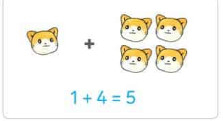 +
1 + 4 = 5